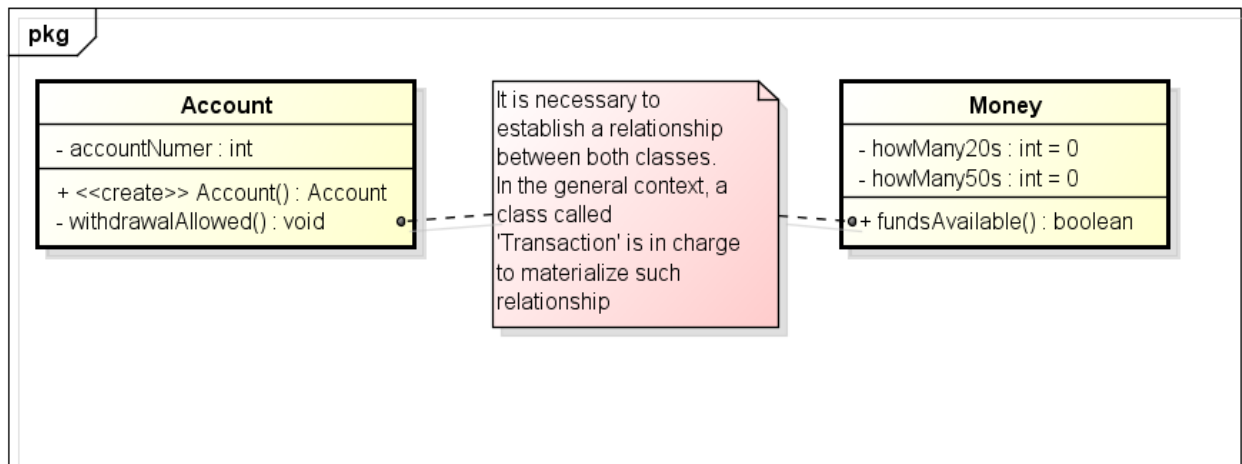 pkg
Account
- accountNumer : int
+ <<create>> Account() : Account
- withdrawalAllowed() : void
It is necessary to
establish a relationship
between both classes.
In the general context, a
class called
'Transaction' is in charge
to materialize such
relationship
Money
- howMany20s : int = 0
- howMany50s : int = 0
+ fundsAvailable() : boolean